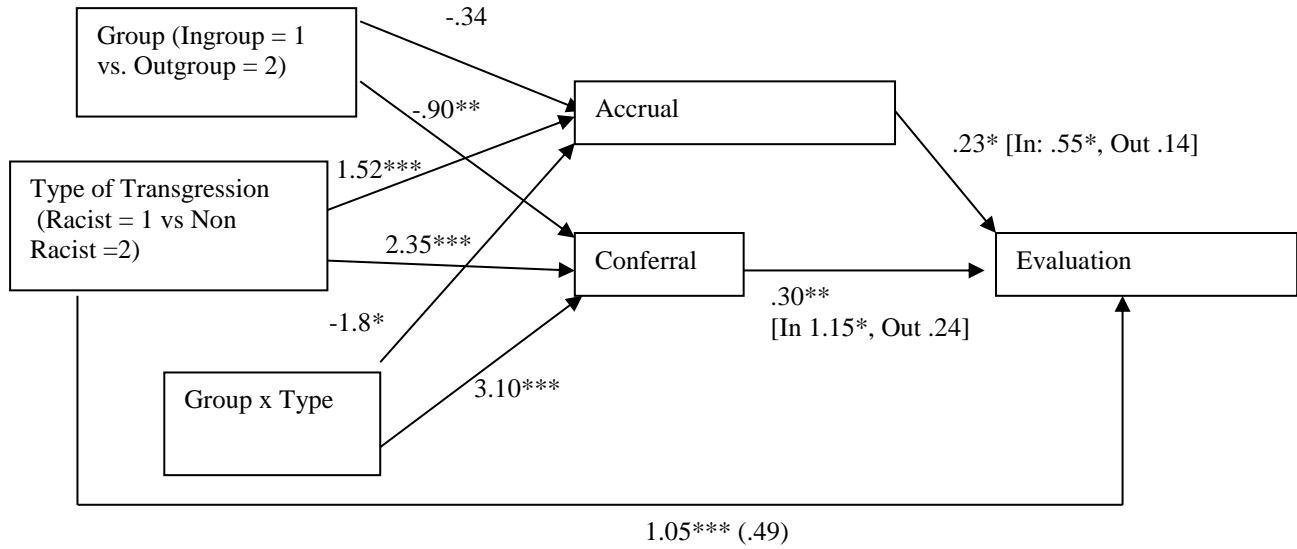 Group (Ingroup = 1
vs. Outgroup = 2)
-.34
Accrual
-.90**
.23* [In: .55*, Out .14]
1.52***
Type of Transgression
(Racist = 1 vs Non
Racist =2)
2.35***
Conferral
Evaluation
.30**
[In 1.15*, Out .24]
-1.8*
Group x Type
3.10***
1.05*** (.49)